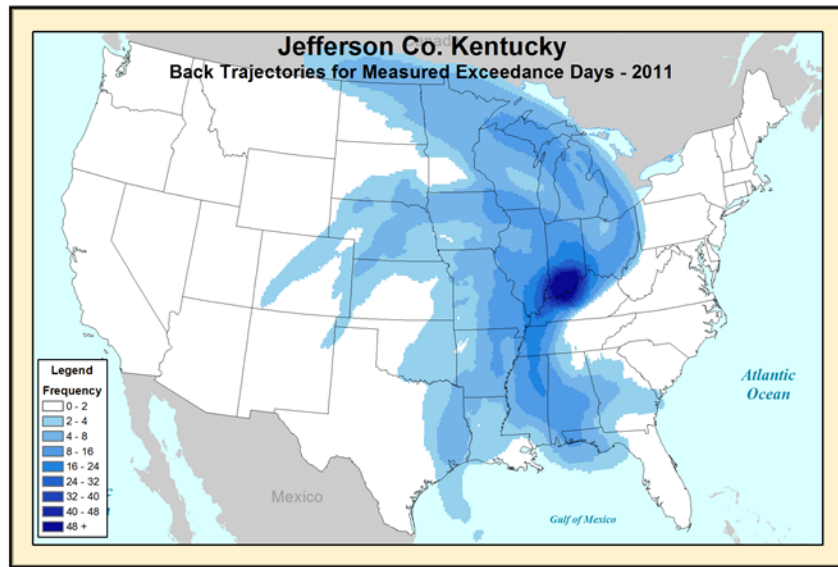 Canada
Jefferson Co. Kentucky
Back Trajectories for Measured Exceedance Days - 2011
Legend
Frequency
0 - 2
2 - 4
4 - 8
8 - 16
16 - 24
24 - 32
32 - 40
40 - 48
48 +
Atlantic
Ocean
Mexico
Gulf of Mexico